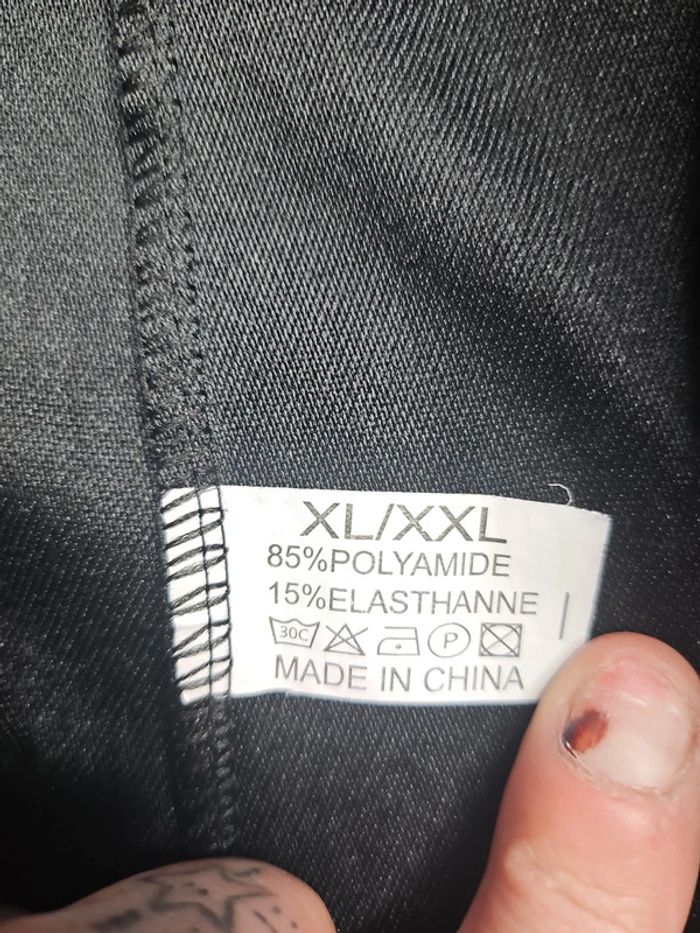 XL/XXL
85%POLYAMIDE
15%ELASTHANNE
30C P
MADE IN CHINA